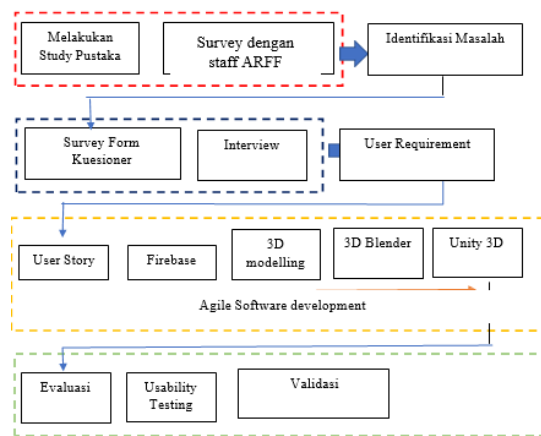 Melakukan
Study Pustaka
Survey dengan
staff ARFF
Identifikasi Masalah
Survey Form
Kuesioner
Interview
User Requirement
User Story
Firebase
3D
modelling
3D Blender
Unity 3D
Agile Software development
Evaluasi
Usability
Testing
Validasi